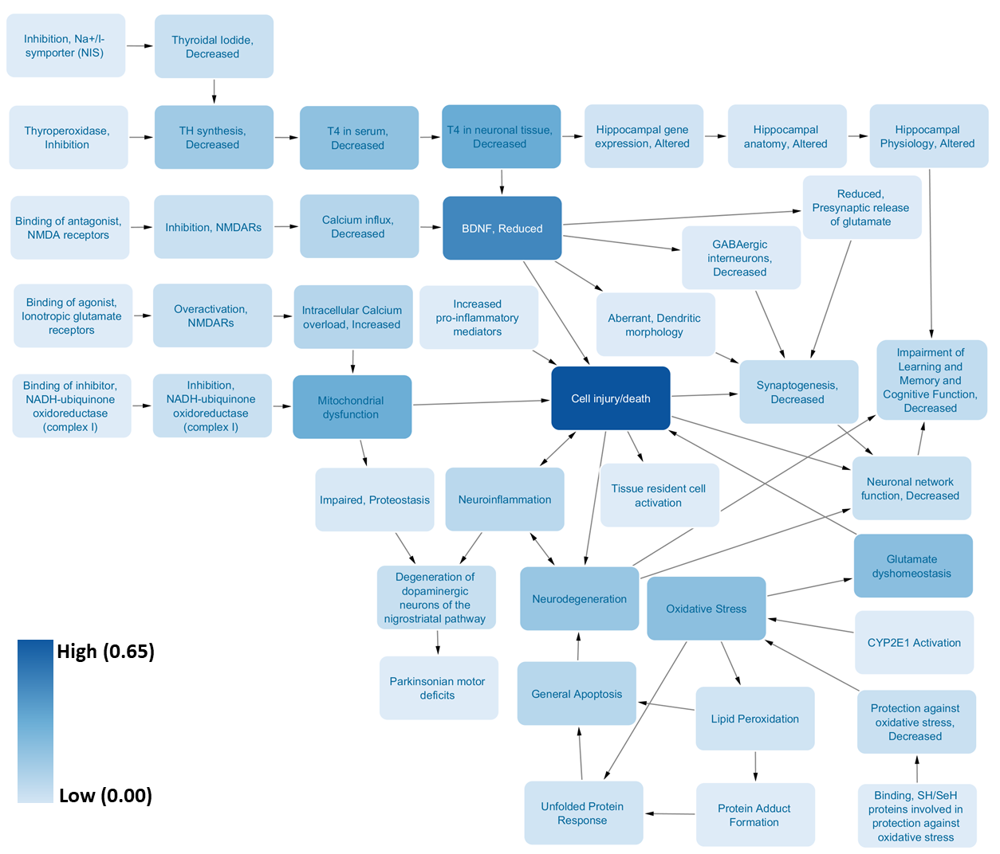 Inhibition, Na+/I-
symporter (NIS)
Thyroidal Iodide,
Decreased
Thyroperoxidase,
Inhibition
TH synthesis,
Decreased
T4 in serum,
Decreased
T4 in neuronal tissue,
Decreased
Hippocampal gene
expression, Altered
Hippocampal
anatomy, Altered
Hippocampal
Physiology, Altered
Binding of antagonist,
NMDA receptors
Inhibition, NMDARs
Calcium influx,
Decreased
BDNF, Reduced
Reduced,
Presynaptic release
of glutamate
GABAergic
interneurons,
Decreased
Binding of agonist,
Ionotropic glutamate
receptors
Overactivation,
NMDARs
Intracellular Calcium
overload, Increased
Increased
pro-inflammatory
mediators
Aberrant, Dendritic
morphology
Impairment of
Learning and
Memory and
Cognitive Function,
Decreased
Binding of inhibitor,
NADH-ubiquinone
oxidoreductase
(complex I)
Inhibition,
NADH-ubiquinone
oxidoreductase
(complex I)
Mitochondrial
dysfunction
Cell injury/death
Synaptogenesis,
Decreased
Impaired, Proteostasis
Neuroinflammation
Tissue resident cell
activation
Neuronal network
function, Decreased
Degeneration of
dopaminergic
neurons of the
nigrostriatal pathway
Neurodegeneration
Oxidative Stress
Glutamate
dyshomeostasis
CYP2E1 Activation
High (0.65)
Low (0.00)
Parkinsonian motor
deficits
General Apoptosis
Lipid Peroxidation
Protection against
oxidative stress,
Decreased
Unfolded Protein
Response
Protein Adduct
Formation
Binding, SH/SeH
proteins involved in
protection against
oxidative stress